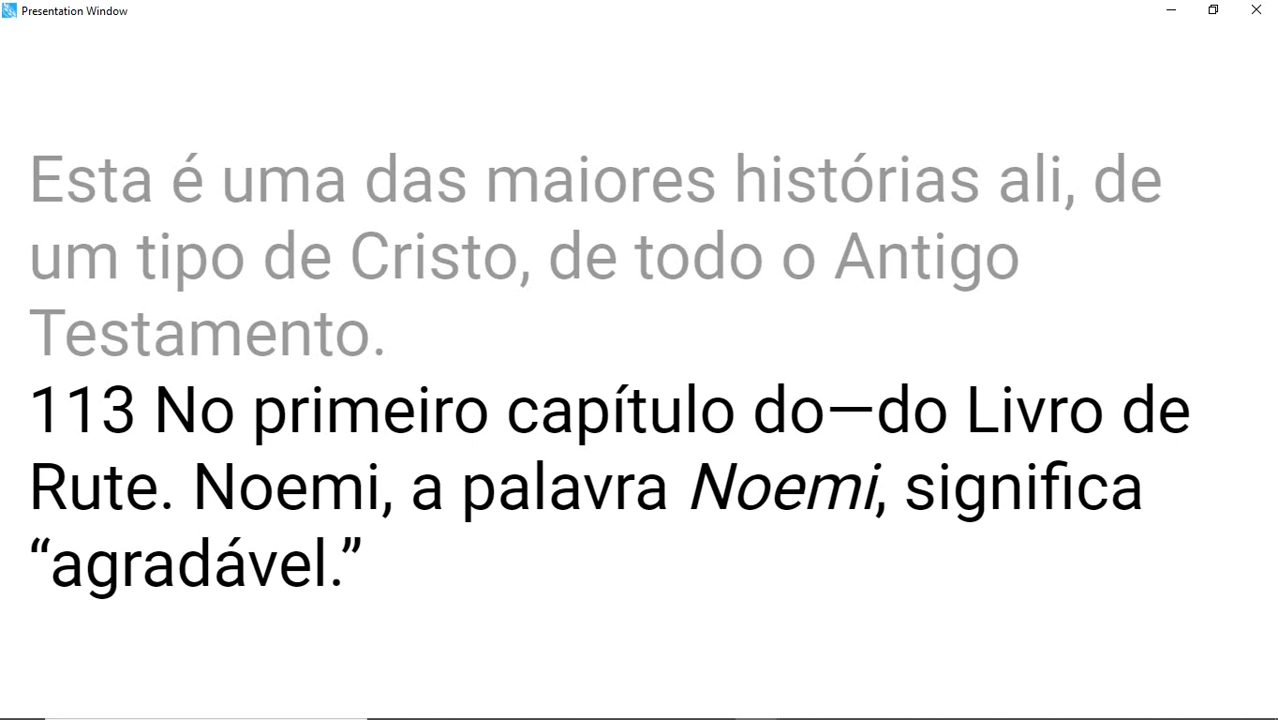 Presentation Window
Esta é uma das maiores histórias ali, de
um tipo de Cristo, de todo o Antigo
Testamento.
113 No primeiro capítulo do—do Livro de
Rute. Noemi, a palavra Noemi, significa
“agradável.”